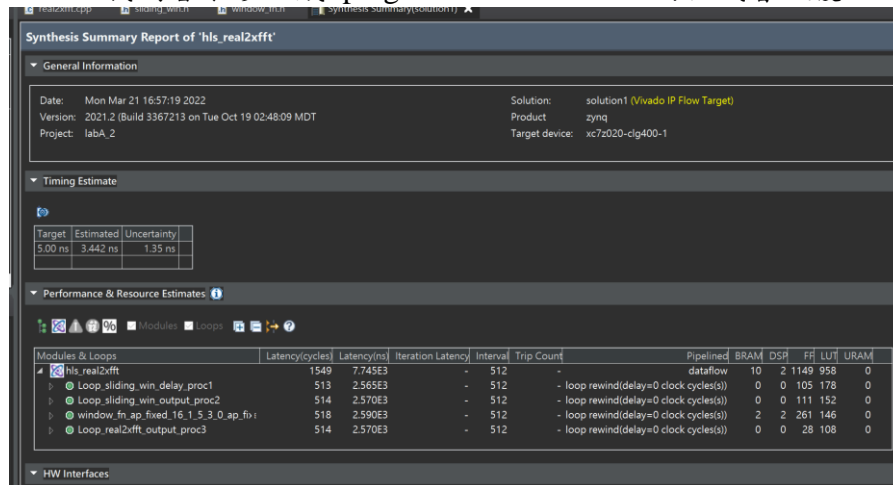 real2xfft.cpp sliding_win.h window_fn.h Synthesis Summary(solution1)
Synthesis Summary Report of 'hls_real2xfft'
General Information
Date: Mon Mar 21 16:57:19 2022 Solution: solution1 (Vivado IP Flow Target)
Version: 2021.2 (Build 3367213 on Tue Oct 19 02:48:09 MDT Product zynq
Project: labA_2 Target device: xc7z020-clg400-1
Timing Estimate
Target Estimated Uncertainty
5.00 ns 3.442 ns 1.35 ns
Performance & Resource Estimates
% Modules Loops
Modules & Loops Latency(cycles) Latency(ns) Iteration Latency Interval Trip Count Pipelined BRAM DSP FF LUT URAM
hls_real2xfft 1549 7.745E3 - 512 - dataflow 10 2 1149 958 0
Loop_sliding_win_delay_proc1 513 2.565E3 - 512 - loop rewind(delay=0 clock cycles(s)) 0 0 105 178 0
Loop_sliding_win_output_proc2 514 2.570E3 - 512 - loop rewind(delay=0 clock cycles(s)) 0 0 111 152 0
window_fn_ap_fixed_16_1_5_3_0_ap_fi 518 2.590E3 - 512 - loop rewind(delay=0 clock cycles(s)) 2 2 261 146 0
Loop_real2xfft_output_proc3 514 2.570E3 - 512 - loop rewind(delay=0 clock cycles(s)) 0 0 28 108 0
HW Interfaces